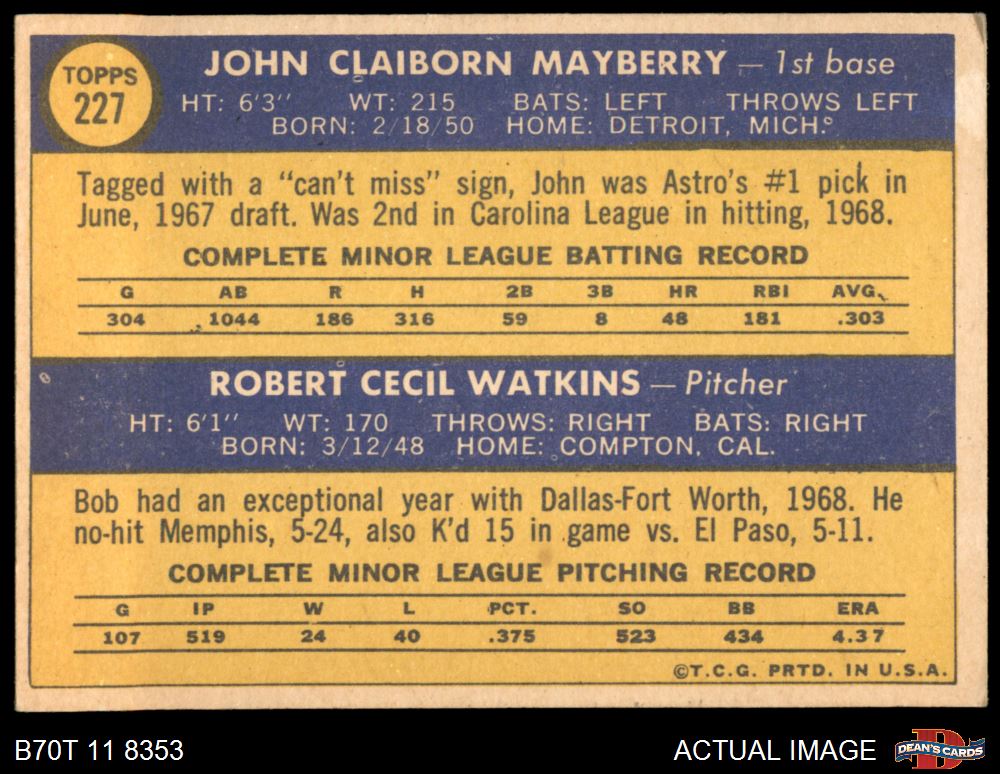 TOPPS
227
JOHN CLAIBORN MAYBERRY — 1st base
HT: 6'3" WT: 215 BATS: LEFT THROWS LEFT
BORN: 2/18/50 HOME: DETROIT, MICH.
Tagged with a "can't miss" sign, John was Astro's #1 pick in
June, 1967 draft. Was 2nd in Carolina League in hitting, 1968.
COMPLETE MINOR LEAGUE BATTING RECORD
G AB R H 2B 3B HR RBI AVG.
304 1044 186 316 59 8 48 181 .303
ROBERT CECIL WATKINS — Pitcher
HT: 6'1" WT: 170 THROWS: RIGHT BATS: RIGHT
BORN: 3/12/48 HOME: COMPTON, CAL.
Bob had an exceptional year with Dallas-Fort Worth, 1968. He
no-hit Memphis, 5-24, also K'd 15 in game vs. El Paso, 5-11.
COMPLETE MINOR LEAGUE PITCHING RECORD
G IP W L PCT. SO BB ERA
107 519 24 40 .375 523 434 4.37
©T.C.G. PRTD. IN U.S.A.
B70T 11 8353 ACTUAL IMAGE DEAN'S CARDS